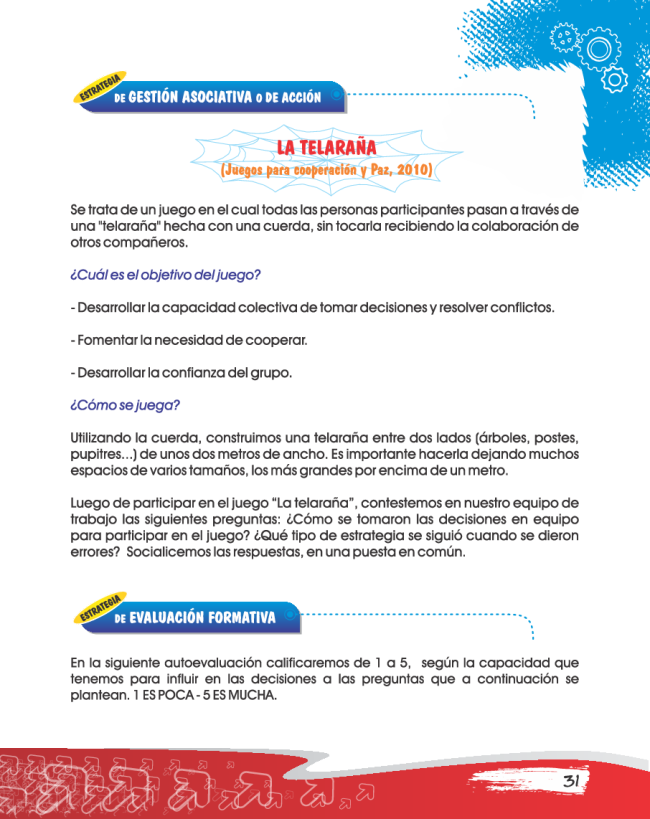 ESTRATEGIA
DE GESTIÓN ASOCIATIVA O DE ACCIÓN
LA TELARAÑA
(Juegos para cooperación y Paz, 2010)
Se trata de un juego en el cual todas las personas participantes pasan a través de
una "telaraña" hecha con una cuerda, sin tocarla recibiendo la colaboración de
otros compañeros.
¿Cuál es el objetivo del juego?
- Desarrollar la capacidad colectiva de tomar decisiones y resolver conflictos.
- Fomentar la necesidad de cooperar.
- Desarrollar la confianza del grupo.
¿Cómo se juega?
Utilizando la cuerda, construimos una telaraña entre dos lados (árboles, postes,
pupitres...) de unos dos metros de ancho. Es importante hacerla dejando muchos
espacios de varios tamaños, los más grandes por encima de un metro.
Luego de participar en el juego “La telaraña”, contestemos en nuestro equipo de
trabajo las siguientes preguntas: ¿Cómo se tomaron las decisiones en equipo
para participar en el juego? ¿Qué tipo de estrategia se siguió cuando se dieron
errores? Socialicemos las respuestas, en una puesta en común.
ESTRATEGIA
DE EVALUACIÓN FORMATIVA
En la siguiente autoevaluación calificaremos de 1 a 5, según la capacidad que
tenemos para influir en las decisiones a las preguntas que a continuación se
plantean. 1 ES POCA - 5 ES MUCHA.
31